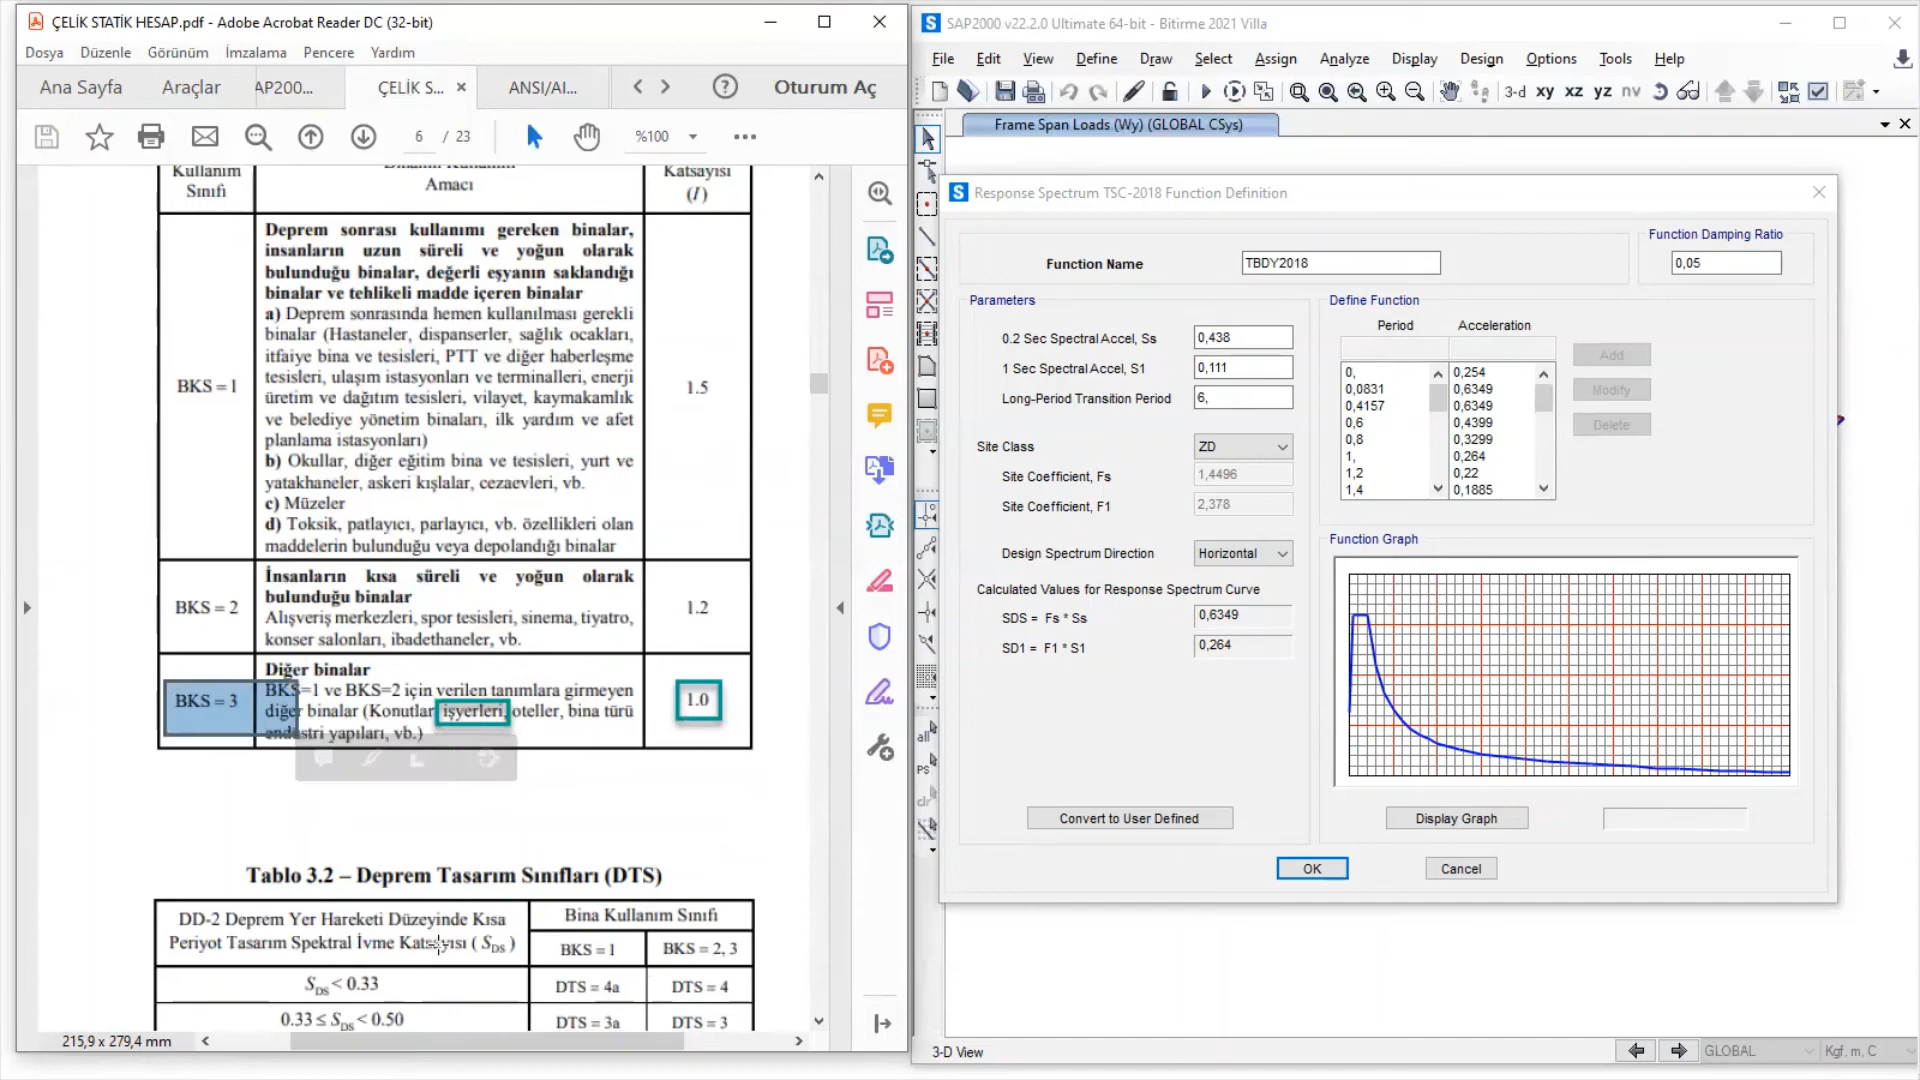 ÇELİK STATİK HESAP.pdf - Adobe Acrobat Reader DC (32-bit)
Dosya Düzenle Görünüm İmzalama Pencere Yardım
Ana Sayfa Araçlar AP200... ÇELİK S... ANSI/AI... Oturum Aç
6 / 23 %100
Kullanım
Sınıfı
Amacı
Katsayısı
(I)
BKS = 1
Deprem sonrası kullanımı gereken binalar,
insanların uzun süreli ve yoğun olarak
bulunduğu binalar, değerli eşyanın saklandığı
binalar ve tehlikeli madde içeren binalar
a) Deprem sonrasında hemen kullanılması gerekli
binalar (Hastaneler, dispanserler, sağlık ocakları,
itfaiye bina ve tesisleri, PTT ve diğer haberleşme
tesisleri, ulaşım istasyonları ve terminalleri, enerji
üretim ve dağıtım tesisleri, vilayet, kaymakamlık
ve belediye yönetim binaları, ilk yardım ve afet
planlama istasyonları)
b) Okullar, diğer eğitim bina ve tesisleri, yurt ve
yatakhaneler, askeri kışlalar, cezaevleri, vb.
c) Müzeler
d) Toksik, patlayıcı, parlayıcı, vb. özellikleri olan
maddelerin bulunduğu veya depolandığı binalar
1.5
BKS = 2
İnsanların kısa süreli ve yoğun olarak
bulunduğu binalar
Alışveriş merkezleri, spor tesisleri, sinema, tiyatro,
konser salonları, ibadethaneler, vb.
1.2
BKS = 3
Diğer binalar
BKS=1 ve BKS=2 için verilen tanımlara girmeyen
diğer binalar (Konutlar, işyerleri, oteller, bina türü
endüstri yapıları, vb.)
1.0
Tablo 3.2 – Deprem Tasarım Sınıfları (DTS)
DD-2 Deprem Yer Hareketi Düzeyinde Kısa
Periyot Tasarım Spektral İvme Katsayısı ( SDS )
Bina Kullanım Sınıfı
BKS = 1 BKS = 2, 3
SDS < 0.33 DTS = 4a DTS = 4
0.33 ≤ SDS < 0.50 DTS = 3a DTS = 3
215,9 x 279,4 mm
SAP2000 v22.2.0 Ultimate 64-bit - Bitirme 2021 Villa
File Edit View Define Draw Select Assign Analyze Display Design Options Tools Help
3-d xy xz yz nv
Frame Span Loads (Wy) (GLOBAL CSys)
all
PS
clr
Response Spectrum TSC-2018 Function Definition
Function Name TBDY2018
Function Damping Ratio
0,05
Parameters
0.2 Sec Spectral Accel, Ss 0,438
1 Sec Spectral Accel, S1 0,111
Long-Period Transition Period 6,
Site Class ZD
Site Coefficient, Fs 1,4496
Site Coefficient, F1 2,378
Design Spectrum Direction Horizontal
Calculated Values for Response Spectrum Curve
SDS = Fs * Ss 0,6349
SD1 = F1 * S1 0,264
Convert to User Defined
Define Function
Period Acceleration
0, 0,254
0,0831 0,6349
0,4157 0,6349
0,6 0,4399
0,8 0,3299
1, 0,264
1,2 0,22
1,4 0,1885
Add
Modify
Delete
Function Graph
Display Graph
OK Cancel
3-D View
GLOBAL Kgf, m, C